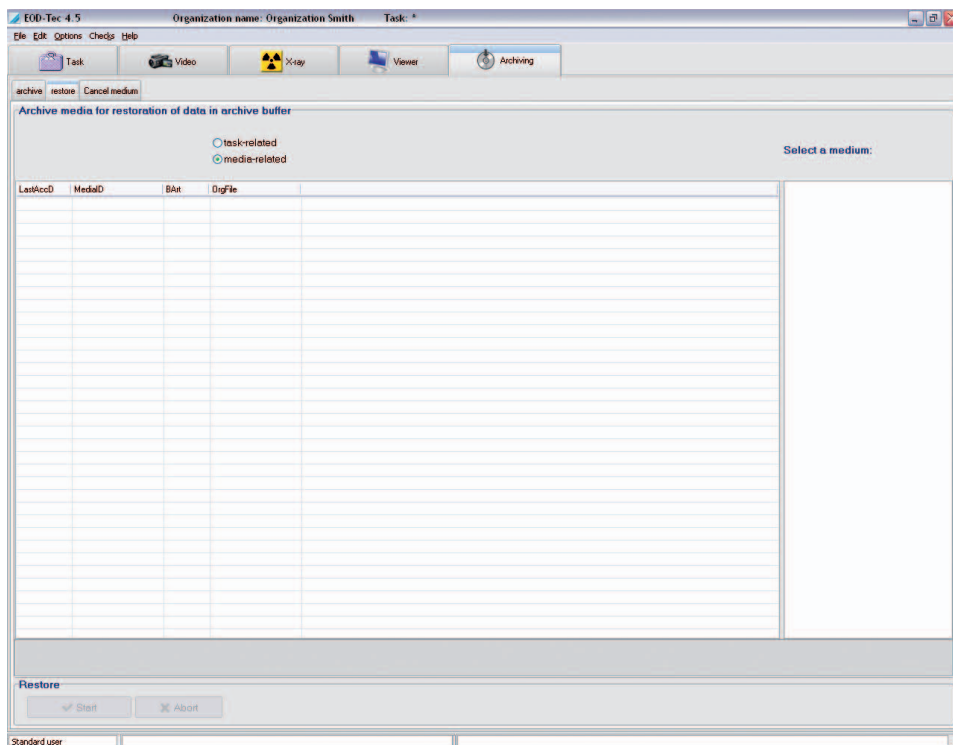 EOD-Tec 4.5 Organization name: Organization Smith Task: *
File Edit Options Checks Help
Task Video X-ray Viewer Archiving
archive restore Cancel medium
Archive media for restoration of data in archive buffer
task-related
media-related
Select a medium:
LastAccD MediaID BArt OrgFile
Restore
Start Abort
Standard user